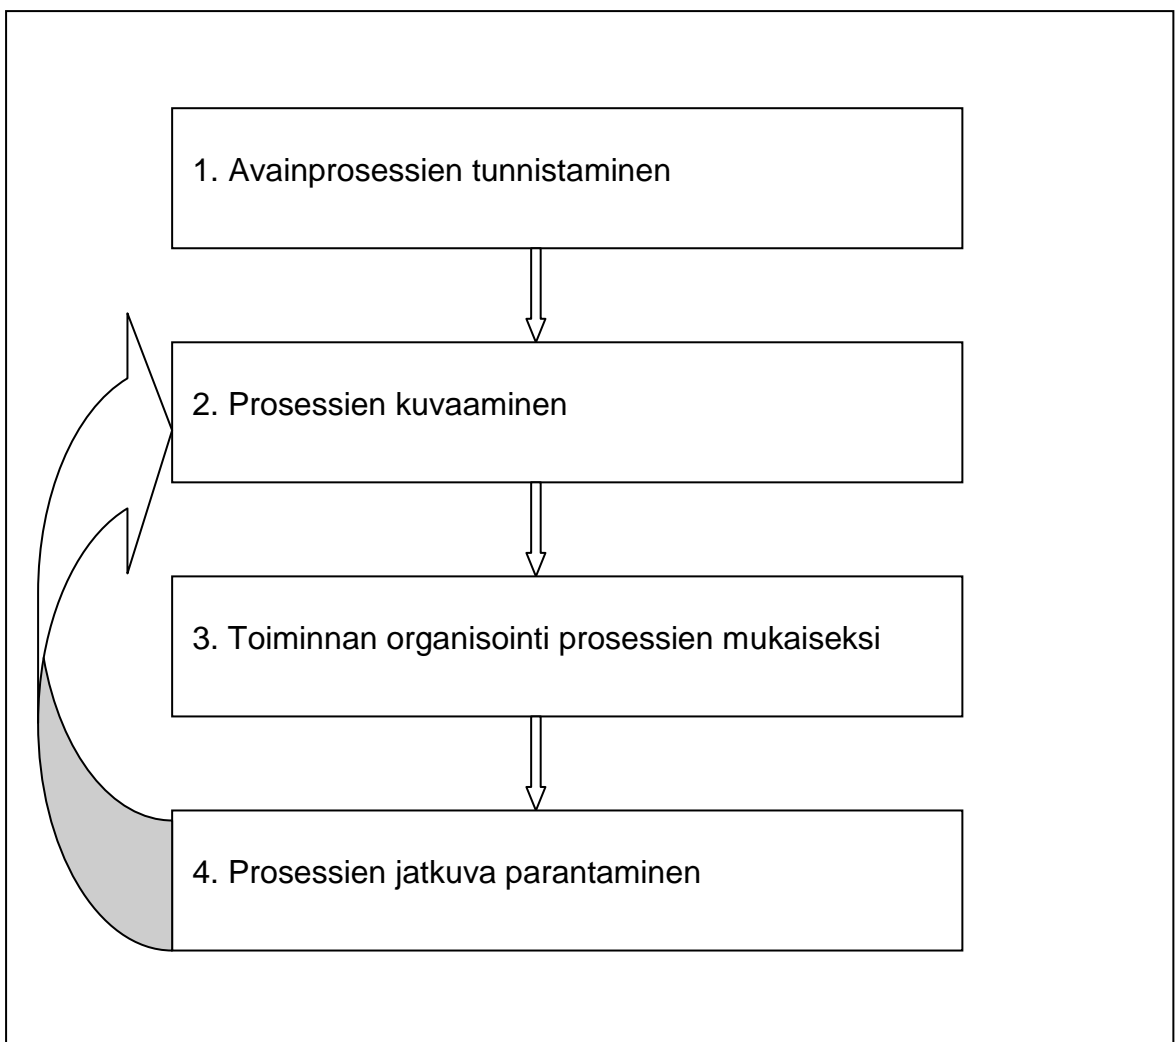 1. Avainprosessien tunnistaminen
2. Prosessien kuvaaminen
3. Toiminnan organisointi prosessien mukaiseksi
4. Prosessien jatkuva parantaminen